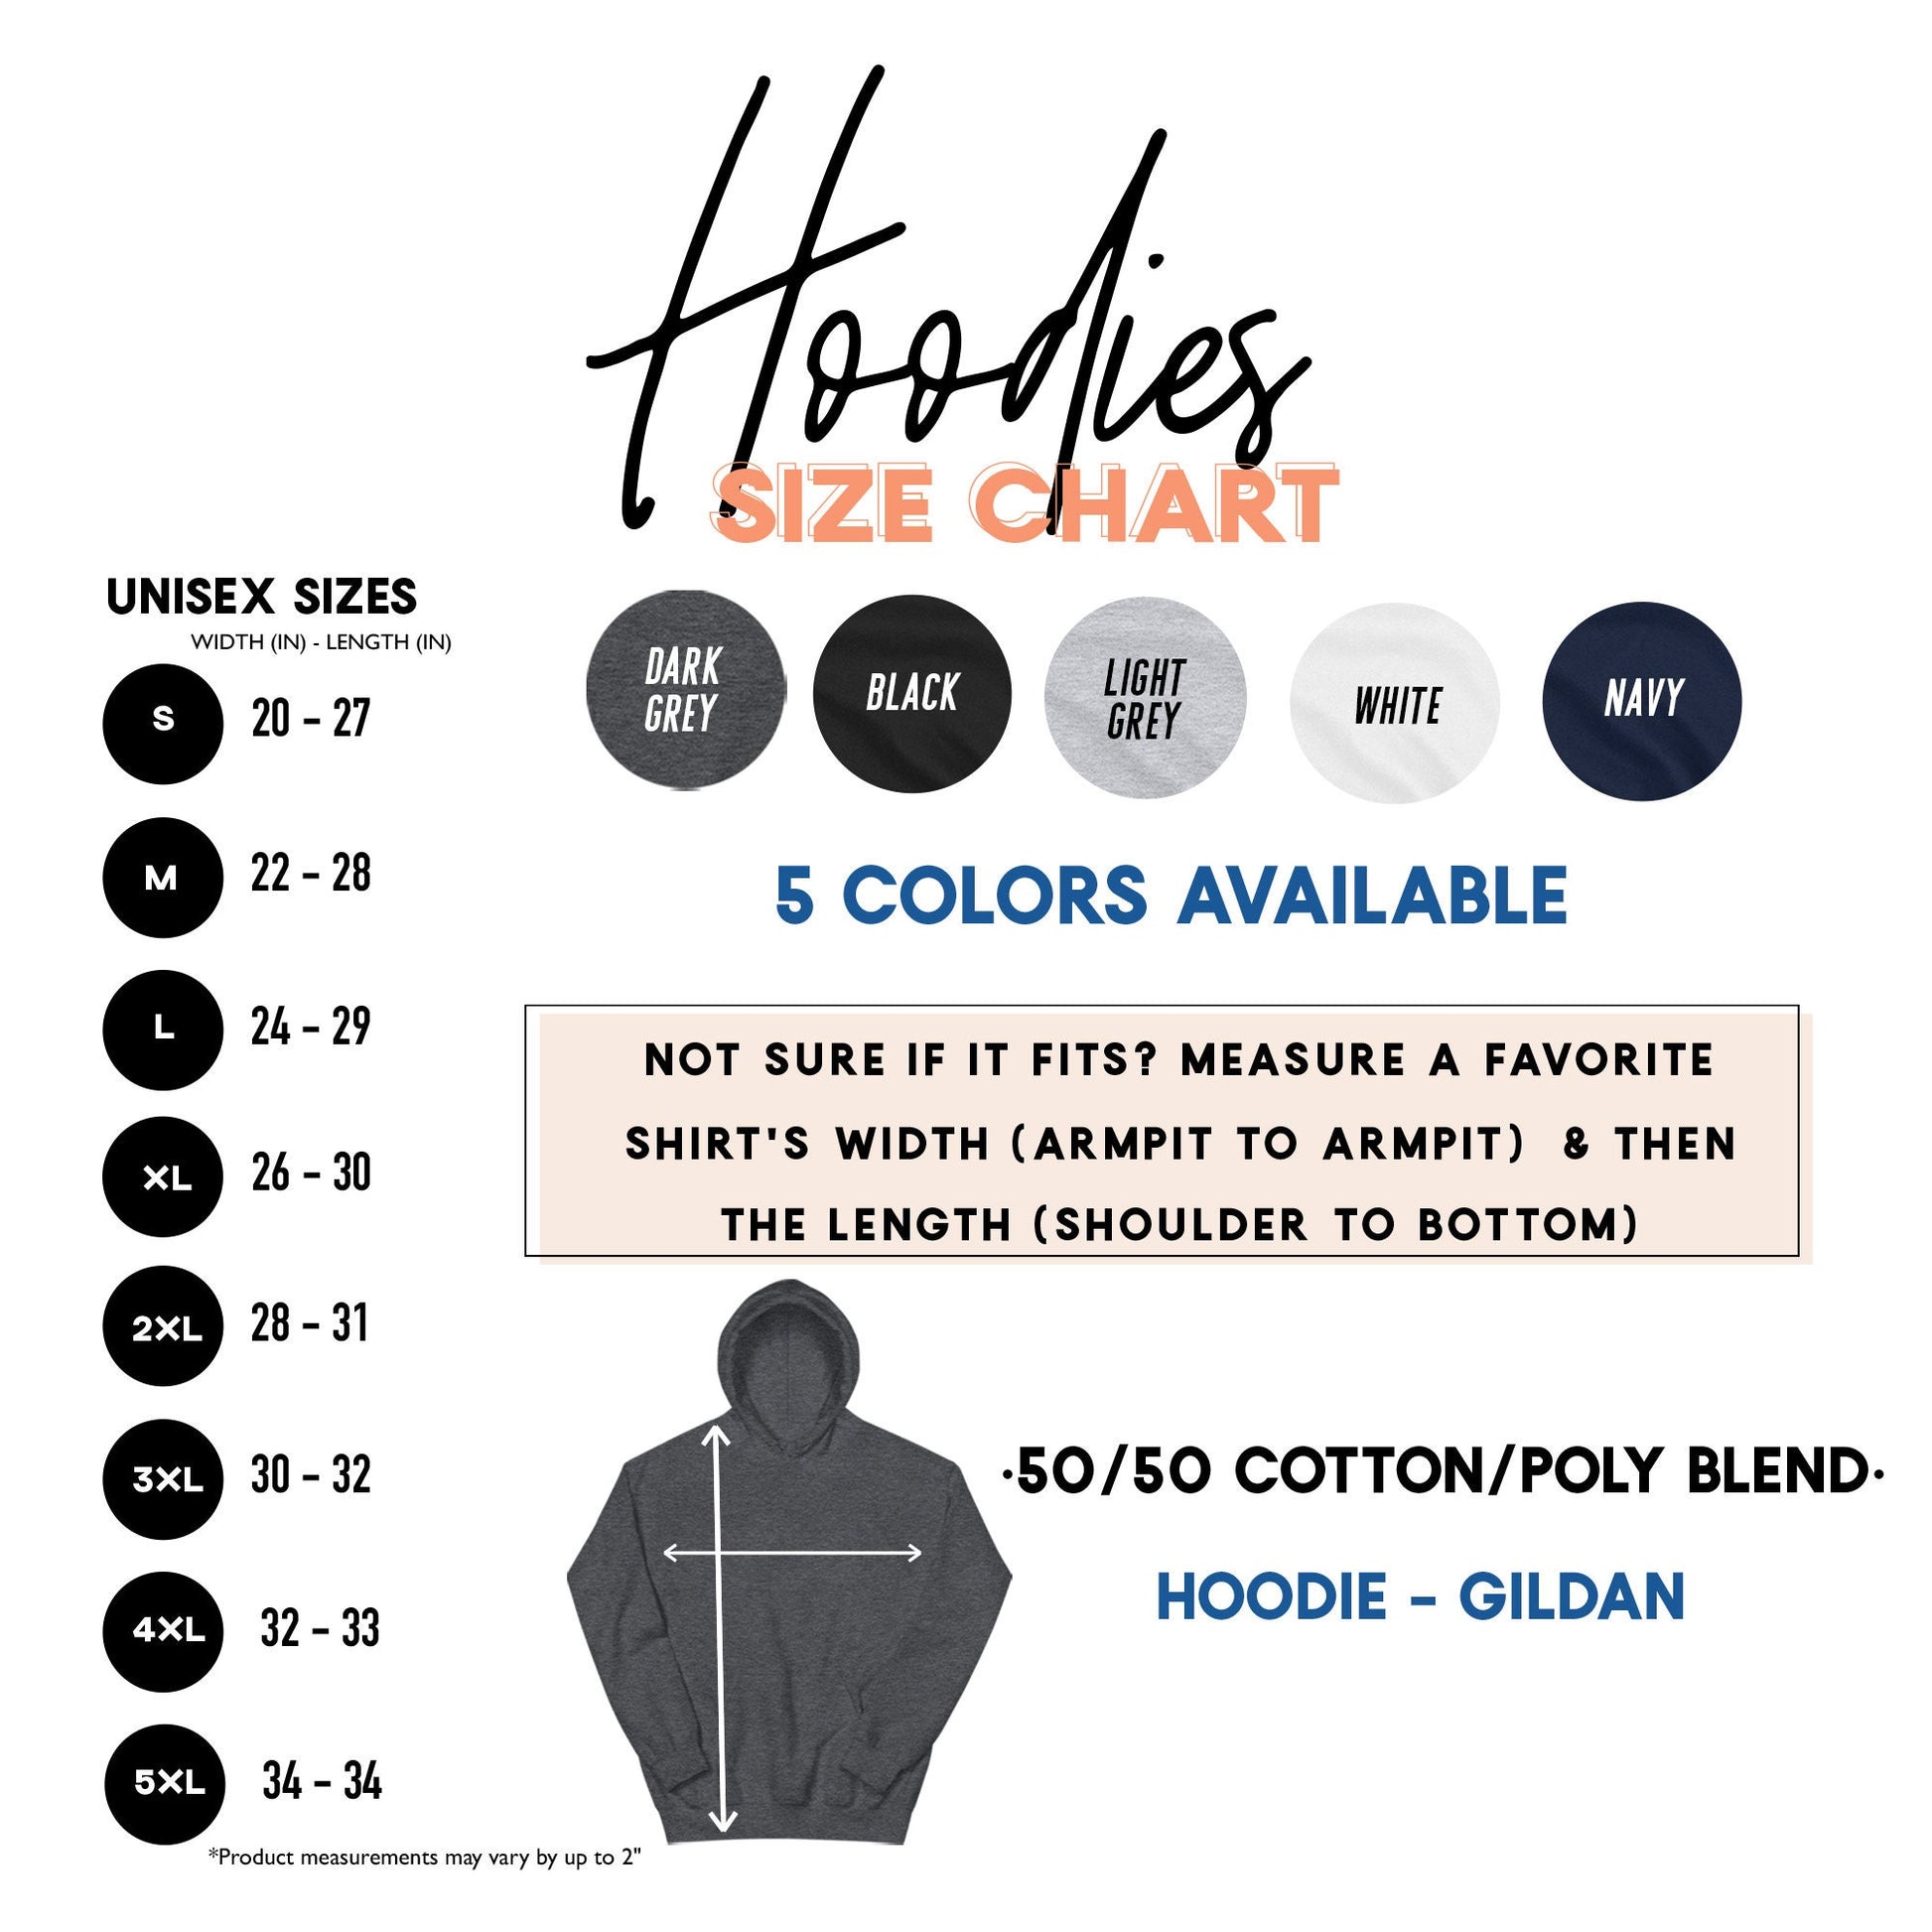 Hoodies
SIZE CHART
UNISEX SIZES
WIDTH (IN) - LENGTH (IN)
S 20 – 27
M 22 – 28
L 24 – 29
XL 26 – 30
2XL 28 – 31
3XL 30 – 32
4XL 32 – 33
5XL 34 – 34
*Product measurements may vary by up to 2"
DARK
GREY
BLACK
LIGHT
GREY
WHITE
NAVY
5 COLORS AVAILABLE
NOT SURE IF IT FITS? MEASURE A FAVORITE
SHIRT'S WIDTH (ARMPIT TO ARMPIT) & THEN
THE LENGTH (SHOULDER TO BOTTOM)
·50/50 COTTON/POLY BLEND·
HOODIE – GILDAN